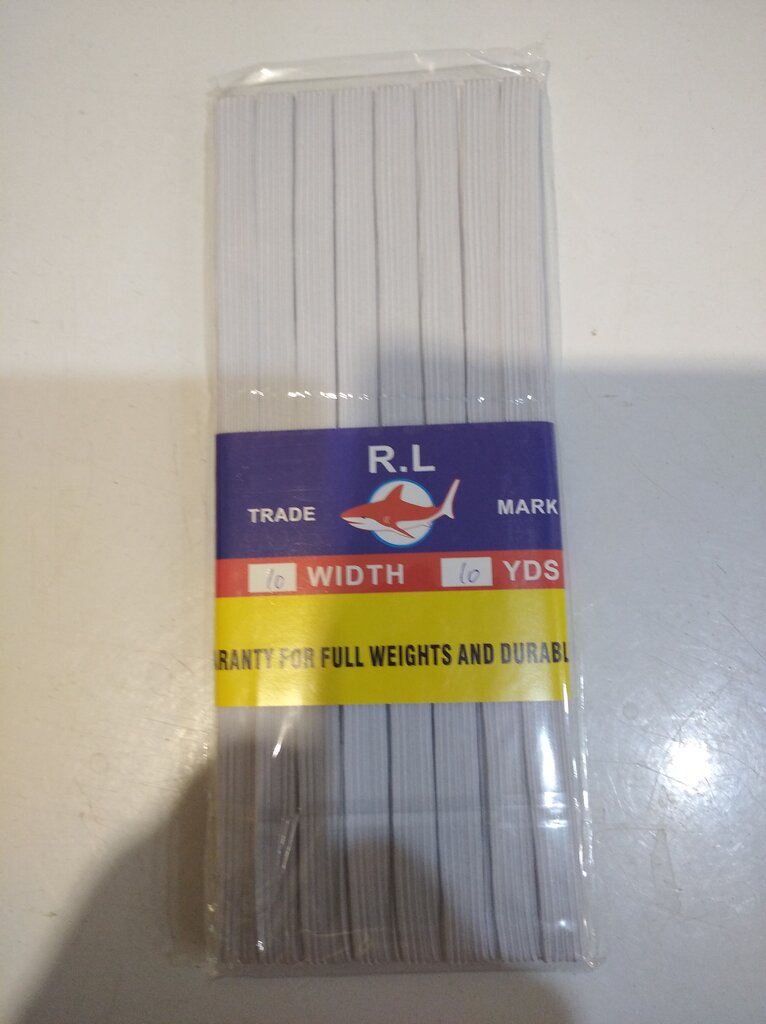 R.L
TRADE MARK
10 WIDTH 10 YDS
ARANTY FOR FULL WEIGHTS AND DURABL